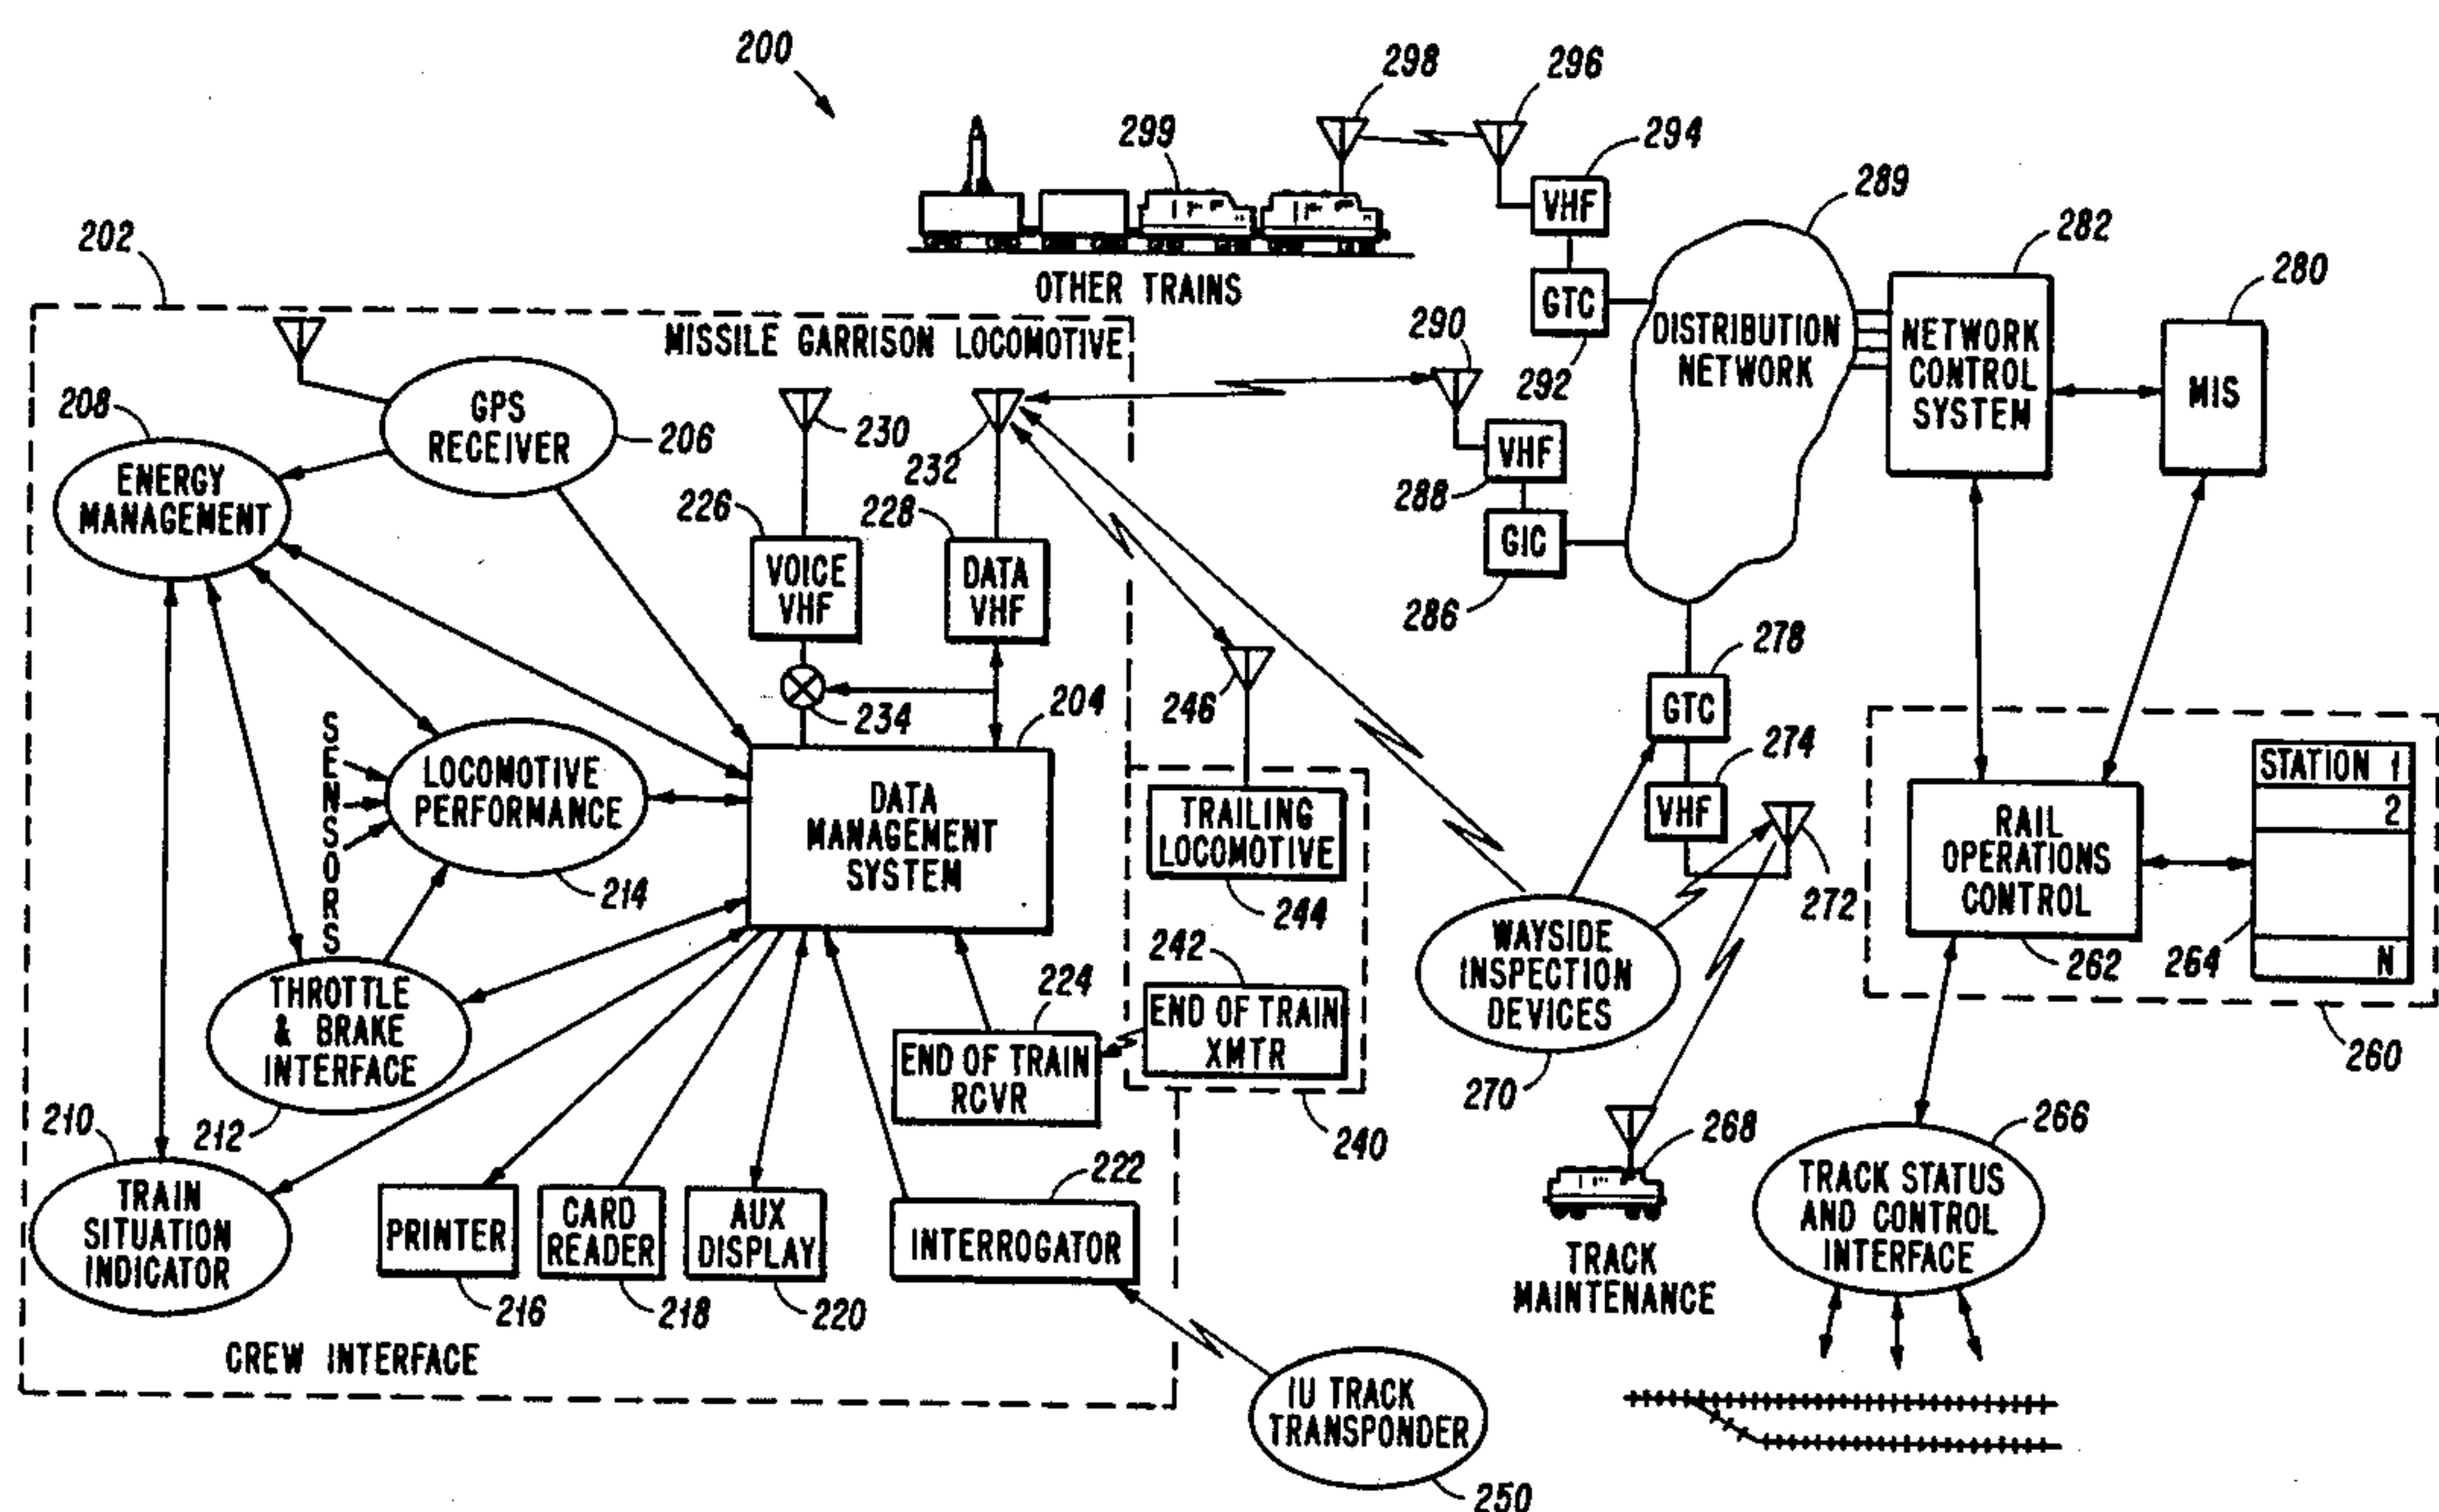 200
298
296
299
294
VHF
289
202
282
280
GTC
OTHER TRAINS
MISSILE GARRISON LOCOMOTIVE
290
DISTRIBUTION
NETWORK
NETWORK
CONTROL
SYSTEM
MIS
292
208
GPS
RECEIVER
206
230
232
VHF
288
ENERGY
MANAGEMENT
226
228
GIC
286
VOICE
VHF
DATA
VHF
278
246
GTC
234
204
274
SENSORS
LOCOMOTIVE
PERFORMANCE
214
DATA
MANAGEMENT
SYSTEM
TRAILING
LOCOMOTIVE
244
VHF
272
STATION 1
2
N
RAIL
OPERATIONS
CONTROL
262
264
260
242
WAYSIDE
INSPECTION
DEVICES
270
THROTTLE
& BRAKE
INTERFACE
212
224
END OF TRAIN
RCVR
END OF TRAIN
XMTR
240
210
TRAIN
SITUATION
INDICATOR
PRINTER
216
CARD
READER
218
AUX
DISPLAY
220
222
INTERROGATOR
268
TRACK
MAINTENANCE
266
TRACK STATUS
AND CONTROL
INTERFACE
CREW INTERFACE
IU TRACK
TRANSPONDER
250